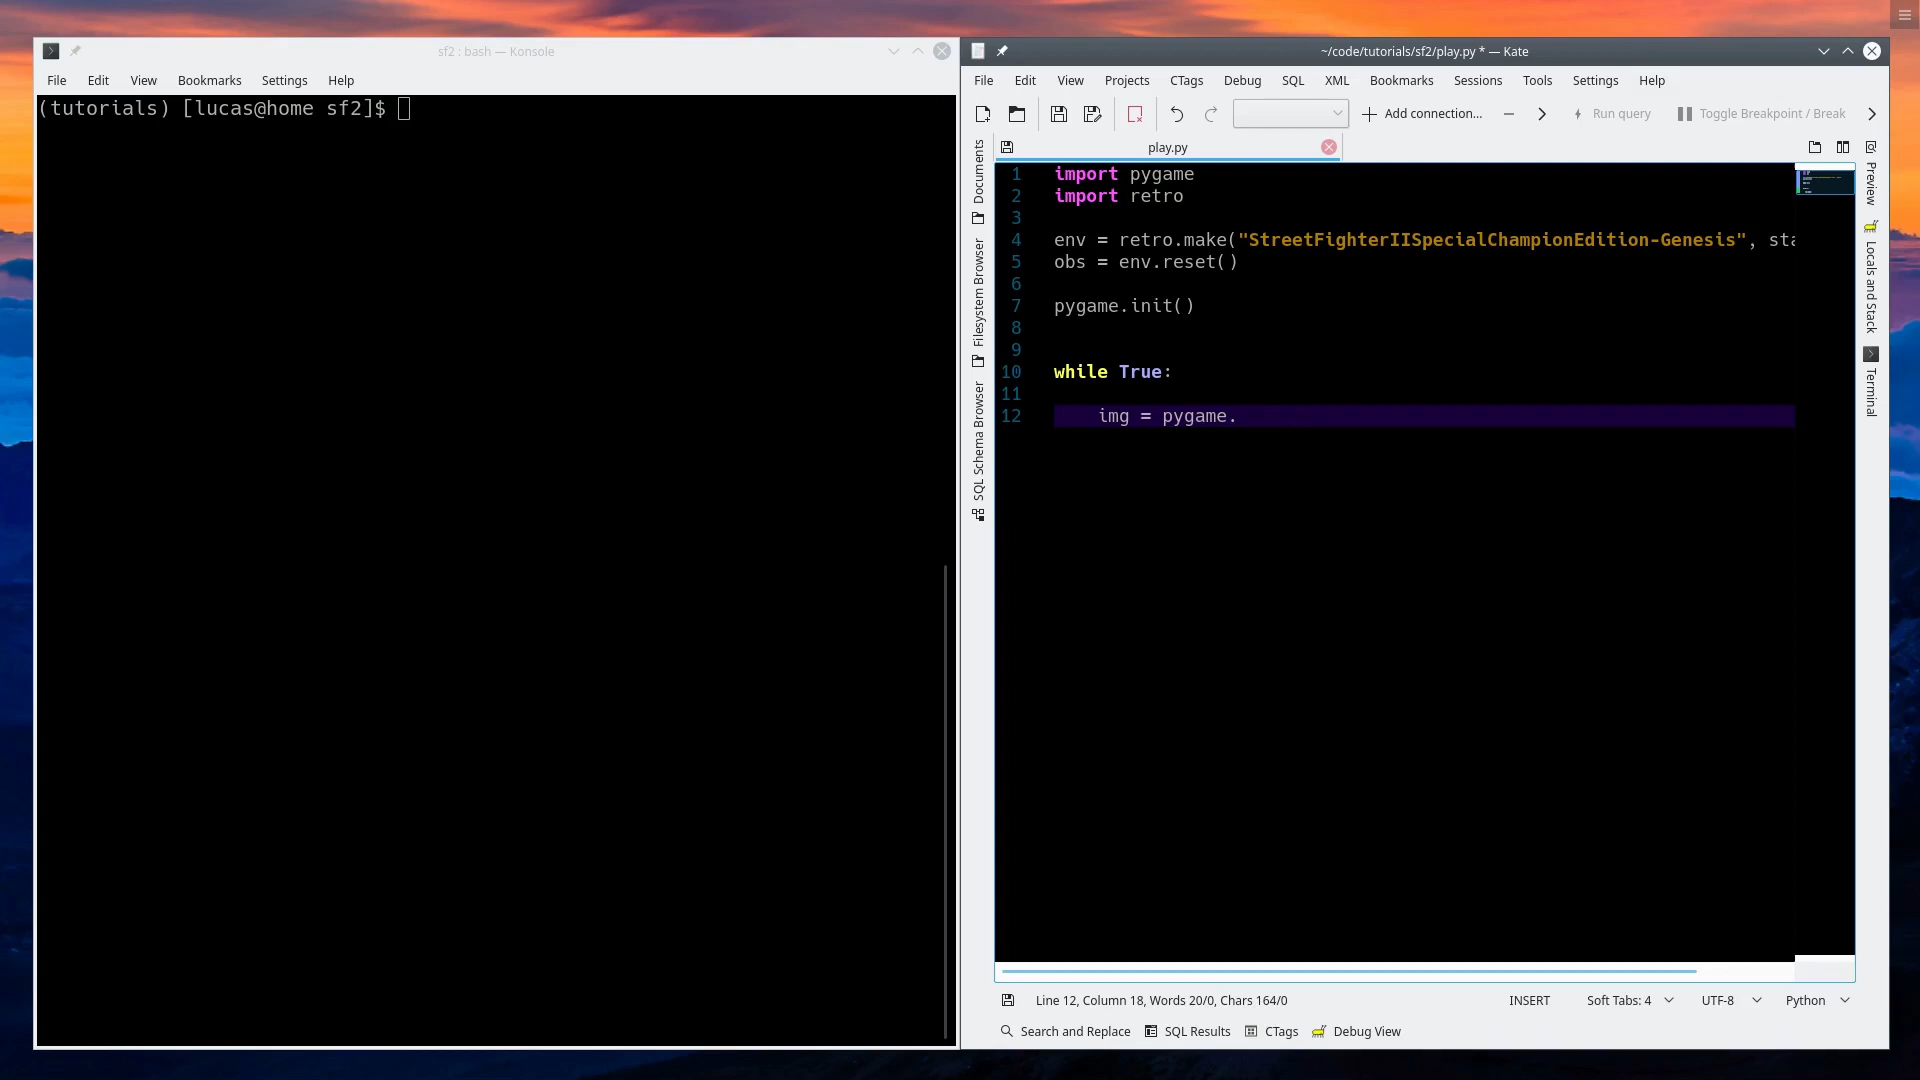 sf2 : bash — Konsole
File Edit View Bookmarks Settings Help
(tutorials) [lucas@home sf2]$
~/code/tutorials/sf2/play.py * — Kate
File Edit View Projects CTags Debug SQL XML Bookmarks Sessions Tools Settings Help
Add connection... Run query Toggle Breakpoint / Break
play.py
Documents
Filesystem Browser
SQL Schema Browser
1 import pygame
2 import retro
3
4 env = retro.make("StreetFighterIISpecialChampionEdition-Genesis", sta
5 obs = env.reset()
6
7 pygame.init()
8
9
10 while True:
11
12 img = pygame.
Preview
Locals and Stack
Terminal
Line 12, Column 18, Words 20/0, Chars 164/0 INSERT Soft Tabs: 4 UTF-8 Python
Search and Replace SQL Results CTags Debug View